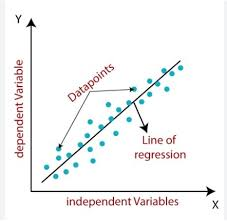 Y
dependent Variable
Datapoints
Line of
regression
independent Variables
X